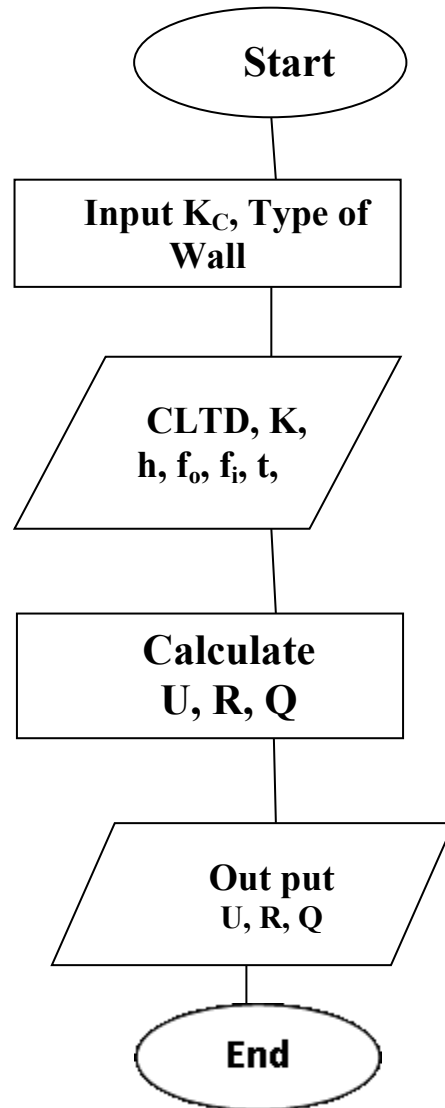 Start
Input K_C, Type of
Wall
CLTD, K,
h, f_o, f_i, t,
Calculate
U, R, Q
Out put
U, R, Q
End